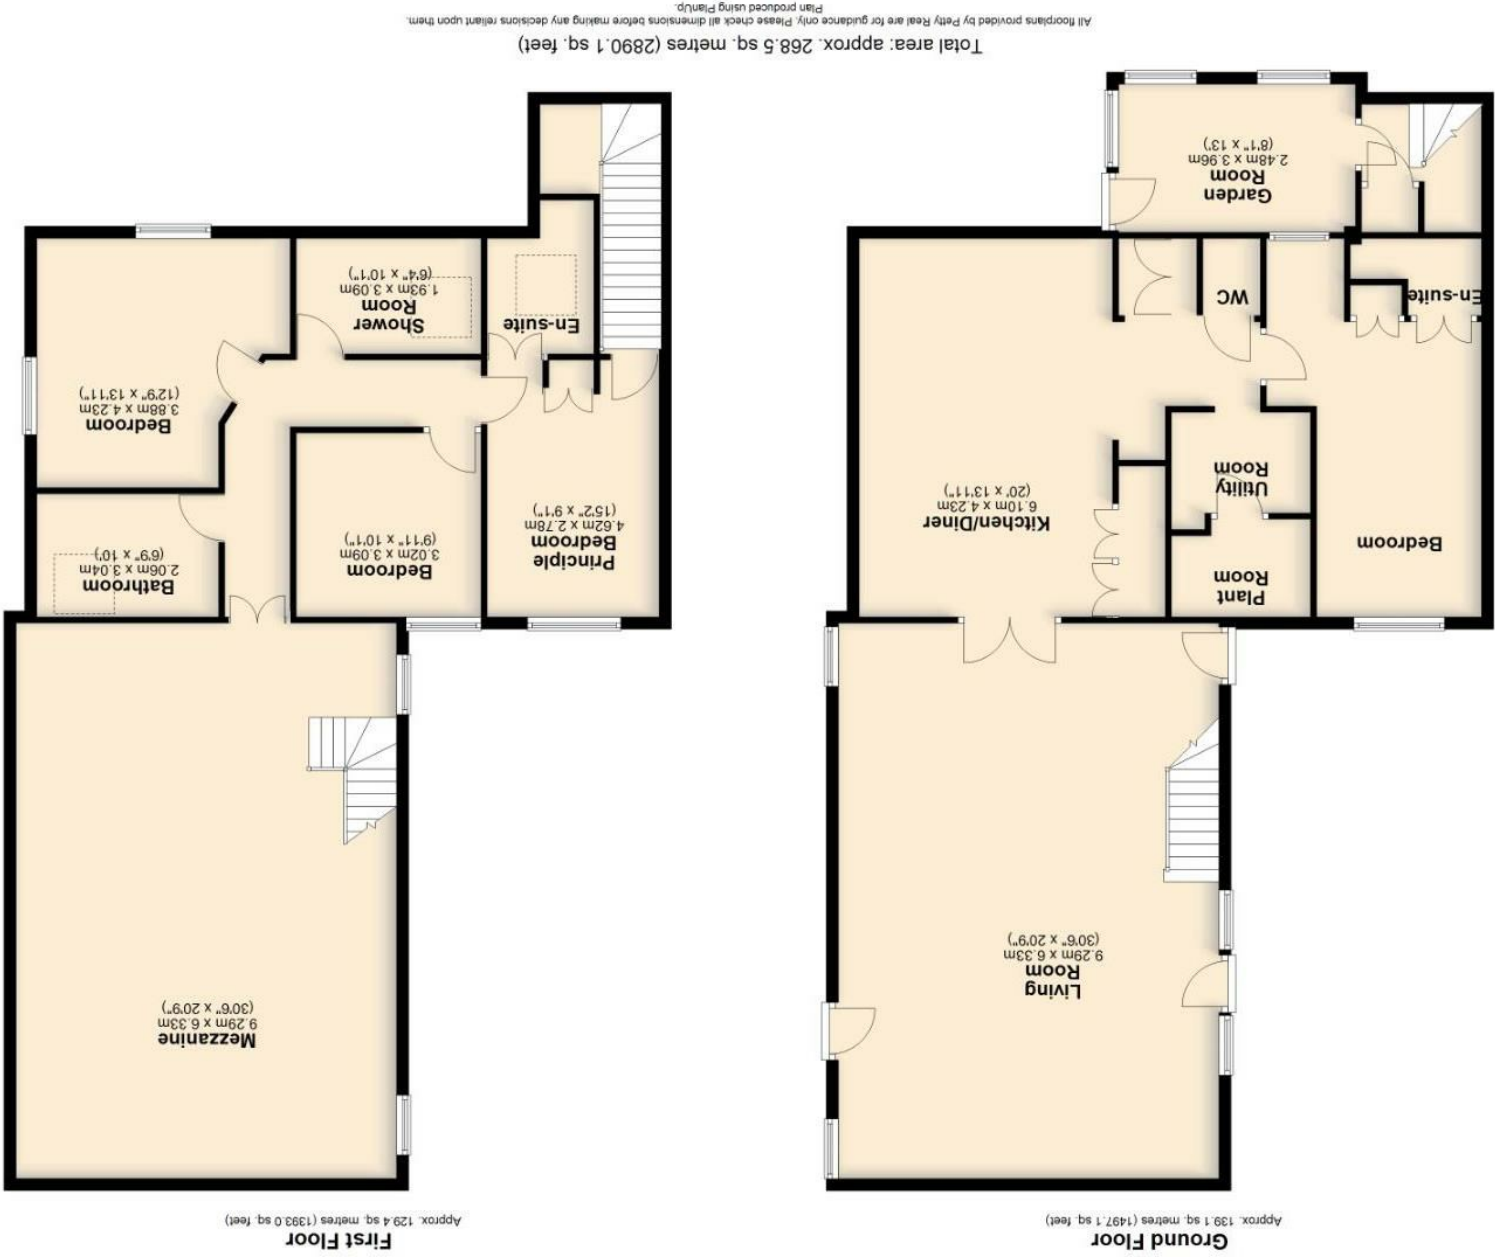 Ground Floor
Approx. 139.1 sq. metres (1497.1 sq. feet)
Living
Room
9.29m x 6.33m
(30'6" x 20'9")
Plant
Room
Bedroom
Kitchen/Diner
6.10m x 4.23m
(20' x 13'11")
Utility
Room
WC
En-suite
Garden
Room
2.48m x 3.96m
(8'1" x 13')
First Floor
Approx. 129.4 sq. metres (1393.0 sq. feet)
Mezzanine
9.29m x 6.33m
(30'6" x 20'9")
Bathroom
2.06m x 3.04m
(6'9" x 10')
Bedroom
3.02m x 3.09m
(9'11" x 10'1")
Principle
Bedroom
4.62m x 2.78m
(15'2" x 9'1")
Bedroom
3.88m x 4.23m
(12'9" x 13'11")
Shower
Room
1.93m x 3.09m
(6'4" x 10'1")
En-suite
Total area: approx. 268.5 sq. metres (2890.1 sq. feet)
All floorplans provided by Petty Real are for guidance only. Please check all dimensions before making any decisions reliant upon them.
Plan produced using PlanUp.